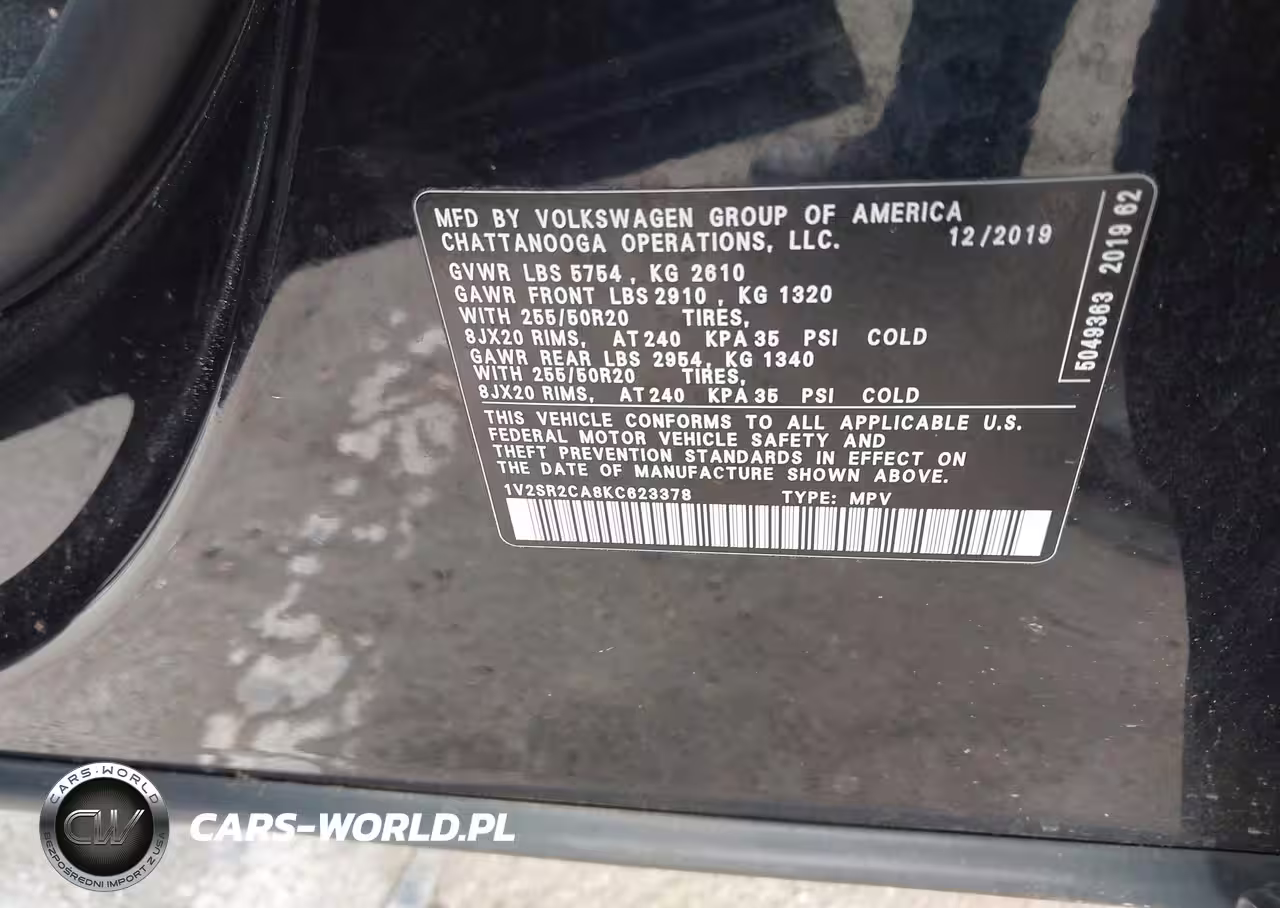 MFD BY VOLKSWAGEN GROUP OF AMERICA
CHATTANOOGA OPERATIONS, LLC. 12/2019
GVWR LBS 5754, KG 2610
GAWR FRONT LBS 2910, KG 1320
WITH 255/50R20 TIRES,
8JX20 RIMS, AT 240 KPA 35 PSI COLD
GAWR REAR LBS 2954, KG 1340
WITH 255/50R20 TIRES,
8JX20 RIMS, AT 240 KPA 35 PSI COLD
THIS VEHICLE CONFORMS TO ALL APPLICABLE U.S.
FEDERAL MOTOR VEHICLE SAFETY AND
THEFT PREVENTION STANDARDS IN EFFECT ON
THE DATE OF MANUFACTURE SHOWN ABOVE.
1V2SR2CA8KC623378 TYPE: MPV
5049363 2019 62
CARS-WORLD
CW
BEZPOŚREDNI IMPORT Z USA
CARS-WORLD.PL